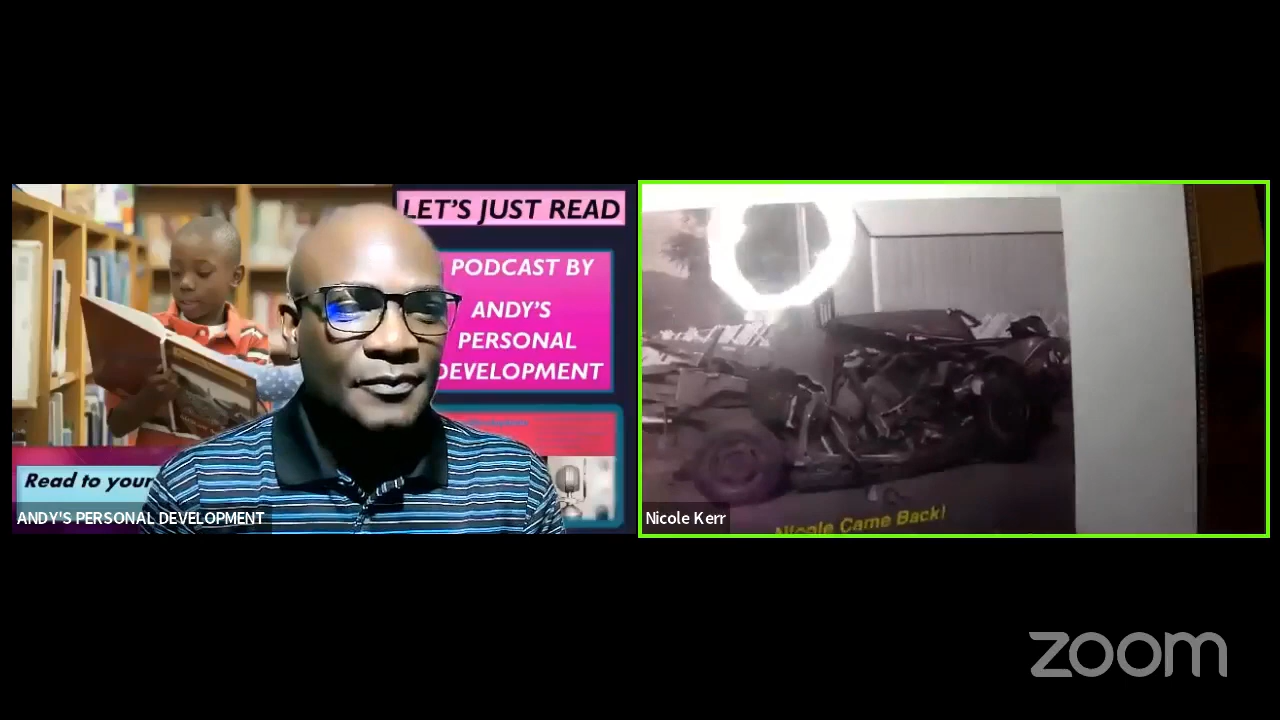 LET'S JUST READ
PODCAST BY
ANDY'S
PERSONAL
DEVELOPMENT
Read to your
ANDY'S PERSONAL DEVELOPMENT
Nicole Kerr
Nicole Came Back!
zoom